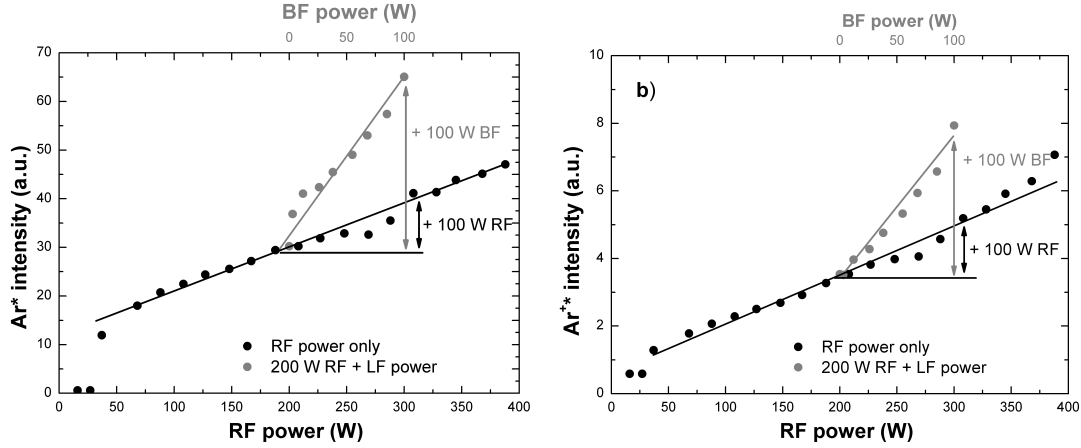 BF power (W)
0 50 100
70
60
50
40
30
20
10
0
Ar* intensity (a.u.)
+ 100 W BF
+ 100 W RF
RF power only
200 W RF + LF power
0 50 100 150 200 250 300 350 400
RF power (W)
BF power (W)
0 50 100
10
8
6
4
2
0
Ar⁺* intensity (a.u.)
b)
+ 100 W BF
+ 100 W RF
RF power only
200 W RF + LF power
0 50 100 150 200 250 300 350 400
RF power (W)